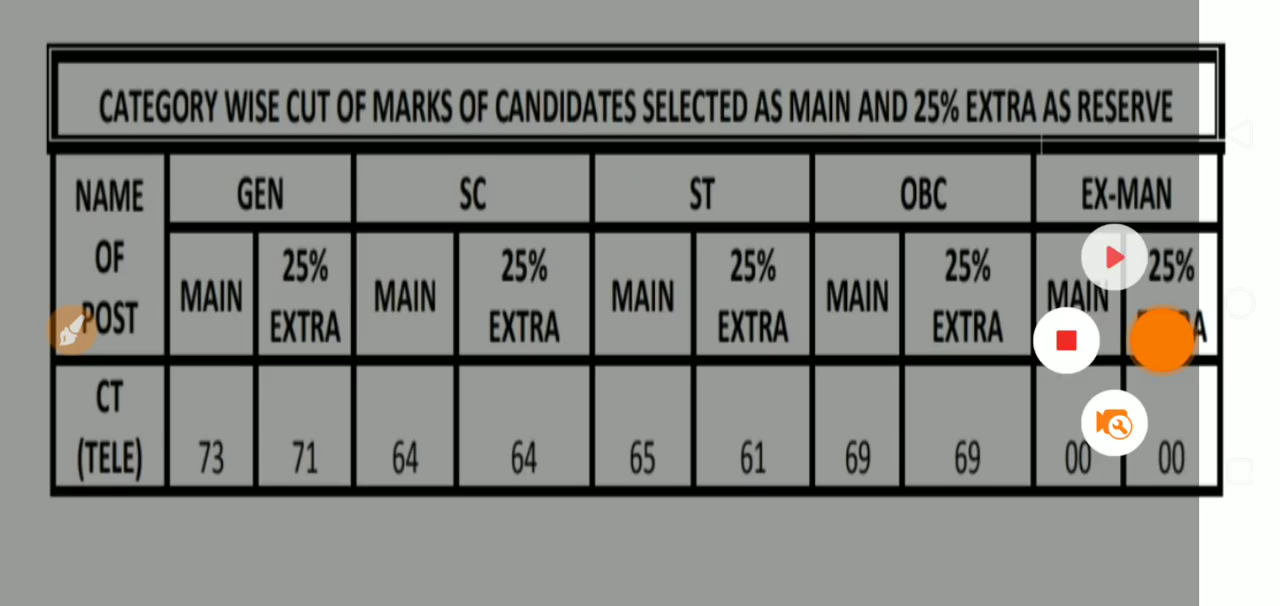 CATEGORY WISE CUT OF MARKS OF CANDIDATES SELECTED AS MAIN AND 25% EXTRA AS RESERVE
NAME OF POST GEN SC ST OBC EX-MAN
MAIN 25% EXTRA MAIN 25% EXTRA MAIN 25% EXTRA MAIN 25% EXTRA MAIN 25%
CT (TELE) 73 71 64 64 65 61 69 69 00 00